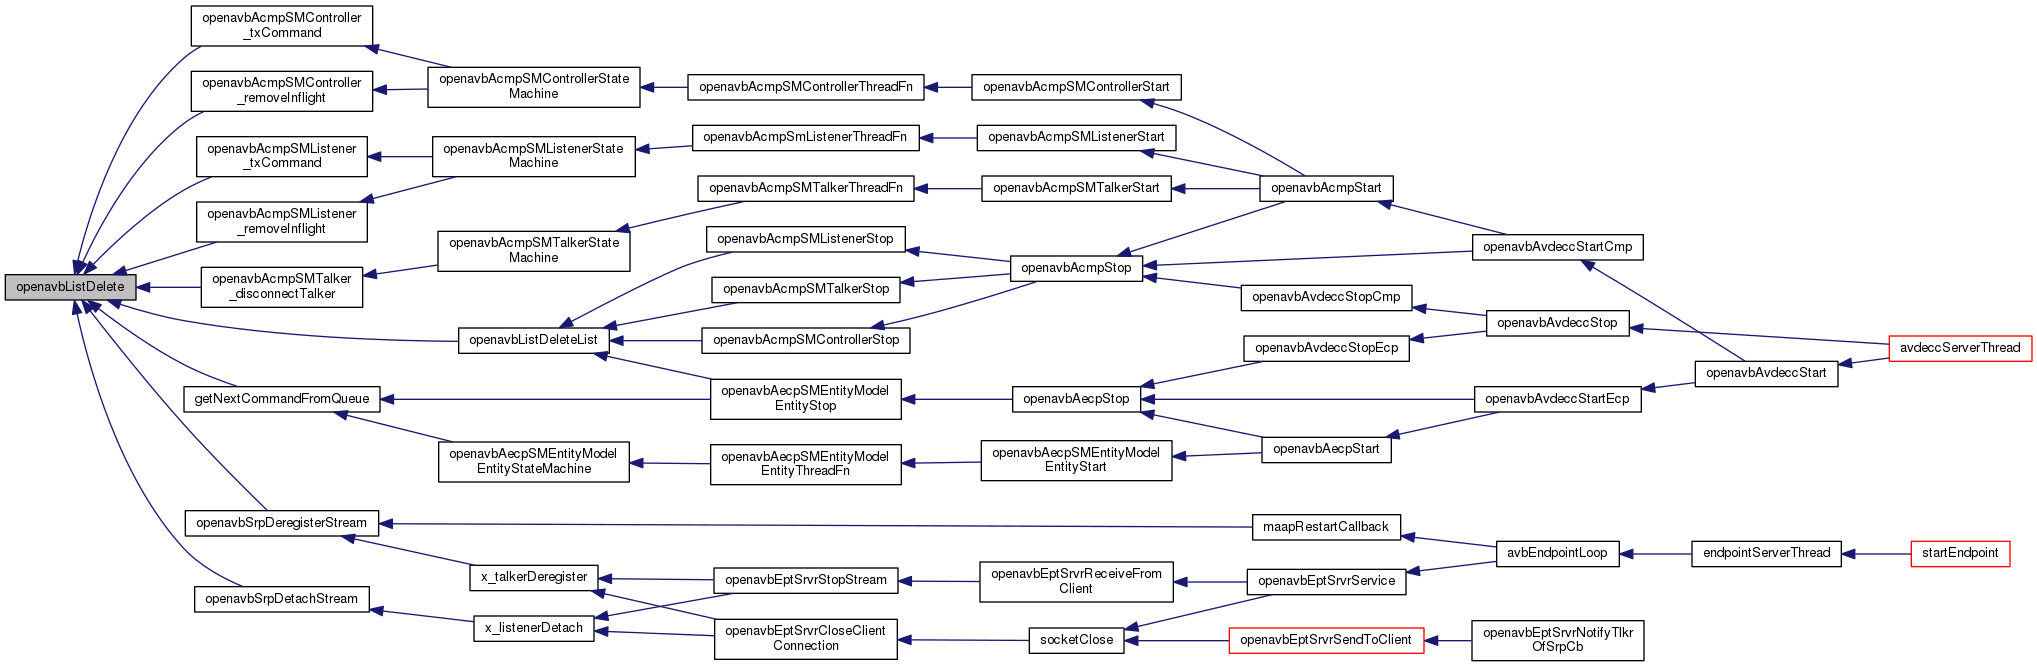 openavbAcmpSMController
_txCommand
openavbAcmpSMController
_removeInflight
openavbAcmpSMListener
_txCommand
openavbAcmpSMListener
_removeInflight
openavbAcmpSMTalker
_disconnectTalker
openavbListDelete
openavbListDeleteList
getNextCommandFromQueue
openavbAecpSMEntityModel
EntityStateMachine
openavbSrpDeregisterStream
openavbSrpDetachStream
x_talkerDeregister
x_listenerDetach
openavbAcmpSMControllerState
Machine
openavbAcmpSMListenerState
Machine
openavbAcmpSMTalkerState
Machine
openavbAcmpSMControllerThreadFn
openavbAcmpSmListenerThreadFn
openavbAcmpSMTalkerThreadFn
openavbAcmpSMListenerStop
openavbAcmpSMTalkerStop
openavbAcmpSMControllerStop
openavbAecpSMEntityModel
EntityStop
openavbAecpSMEntityModel
EntityThreadFn
openavbEptSrvrStopStream
openavbEptSrvrCloseClient
Connection
openavbAcmpSMControllerStart
openavbAcmpSMListenerStart
openavbAcmpSMTalkerStart
openavbAcmpStop
openavbAecpStop
openavbAecpSMEntityModel
EntityStart
openavbEptSrvrReceiveFrom
Client
socketClose
openavbAcmpStart
openavbAvdeccStopCmp
openavbAvdeccStopEcp
openavbAecpStart
maapRestartCallback
openavbEptSrvrService
openavbEptSrvrSendToClient
openavbAvdeccStartCmp
openavbAvdeccStop
openavbAvdeccStartEcp
avbEndpointLoop
openavbEptSrvrNotifyTlkr
OfSrpCb
openavbAvdeccStart
endpointServerThread
avdeccServerThread
startEndpoint